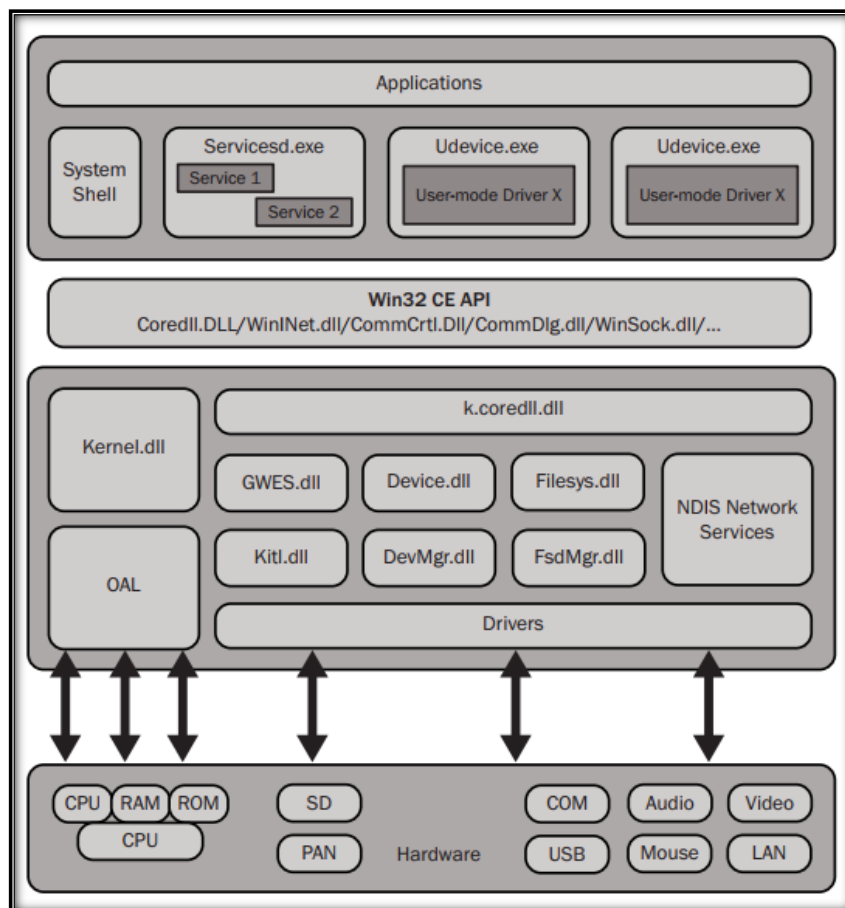 Applications
System
Shell
Servicesd.exe
Service 1
Service 2
Udevice.exe
User-mode Driver X
Udevice.exe
User-mode Driver X
Win32 CE API
Coredll.DLL/WinINet.dll/CommCrtl.Dll/CommDlg.dll/WinSock.dll/...
Kernel.dll
OAL
k.coredll.dll
GWES.dll
Device.dll
Filesys.dll
NDIS Network
Services
Kitl.dll
DevMgr.dll
FsdMgr.dll
Drivers
CPU
RAM
ROM
CPU
SD
PAN
Hardware
COM
Audio
Video
USB
Mouse
LAN